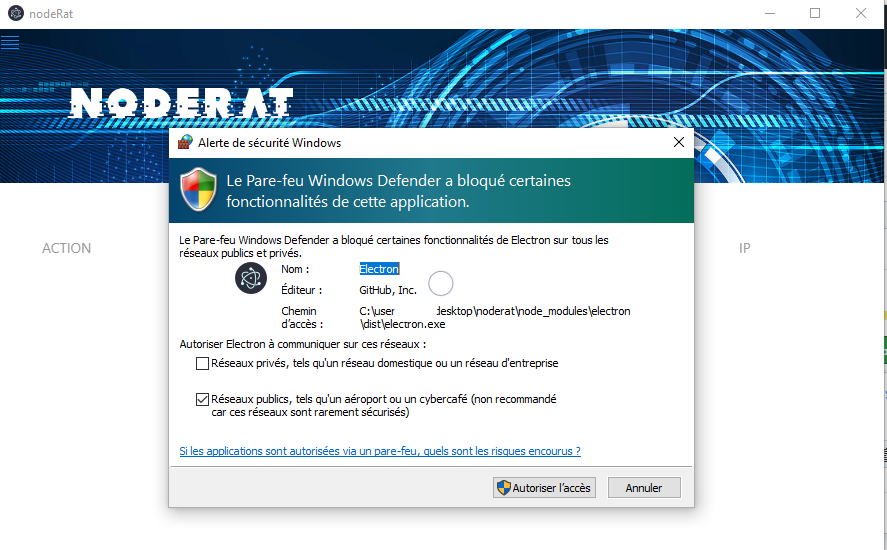 nodeRat
NODERAT
Alerte de sécurité Windows
Le Pare-feu Windows Defender a bloqué certaines
fonctionnalités de cette application.
Le Pare-feu Windows Defender a bloqué certaines fonctionnalités de Electron sur tous les
réseaux publics et privés.
Nom : Electron
Éditeur : GitHub, Inc.
Chemin d'accès : C:\user desktop\noderat\node_modules\electron
\dist\electron.exe
Autoriser Electron à communiquer sur ces réseaux :
Réseaux privés, tels qu'un réseau domestique ou un réseau d'entreprise
Réseaux publics, tels qu'un aéroport ou un cybercafé (non recommandé
car ces réseaux sont rarement sécurisés)
Si les applications sont autorisées via un pare-feu, quels sont les risques encourus ?
Autoriser l'accès Annuler
ACTION IP